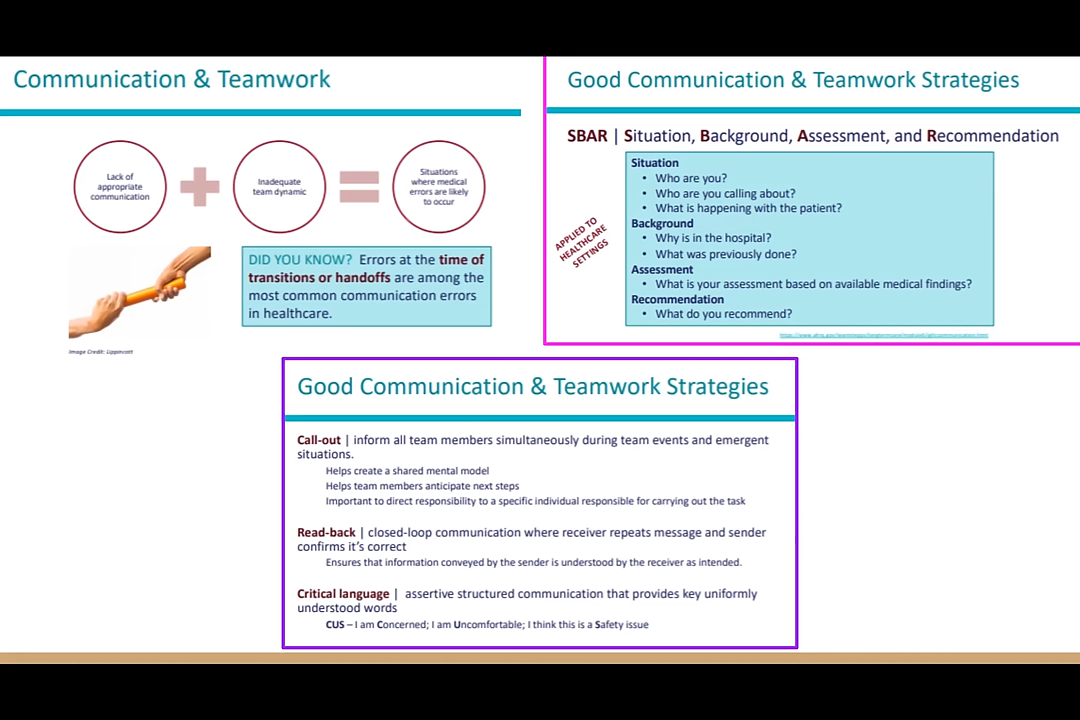 Communication & Teamwork
Lack of
appropriate
communication
Inadequate
team dynamic
Situations
where medical
errors are likely
to occur
DID YOU KNOW? Errors at the time of
transitions or handoffs are among the
most common communication errors
in healthcare.
Image Credit: Lippincott
Good Communication & Teamwork Strategies
SBAR | Situation, Background, Assessment, and Recommendation
APPLIED TO
HEALTHCARE
SETTINGS
Situation
• Who are you?
• Who are you calling about?
• What is happening with the patient?
Background
• Why is in the hospital?
• What was previously done?
Assessment
• What is your assessment based on available medical findings?
Recommendation
• What do you recommend?
Good Communication & Teamwork Strategies
Call-out | inform all team members simultaneously during team events and emergent
situations.
Helps create a shared mental model
Helps team members anticipate next steps
Important to direct responsibility to a specific individual responsible for carrying out the task
Read-back | closed-loop communication where receiver repeats message and sender
confirms it's correct
Ensures that information conveyed by the sender is understood by the receiver as intended.
Critical language | assertive structured communication that provides key uniformly
understood words
CUS – I am Concerned; I am Uncomfortable; I think this is a Safety issue